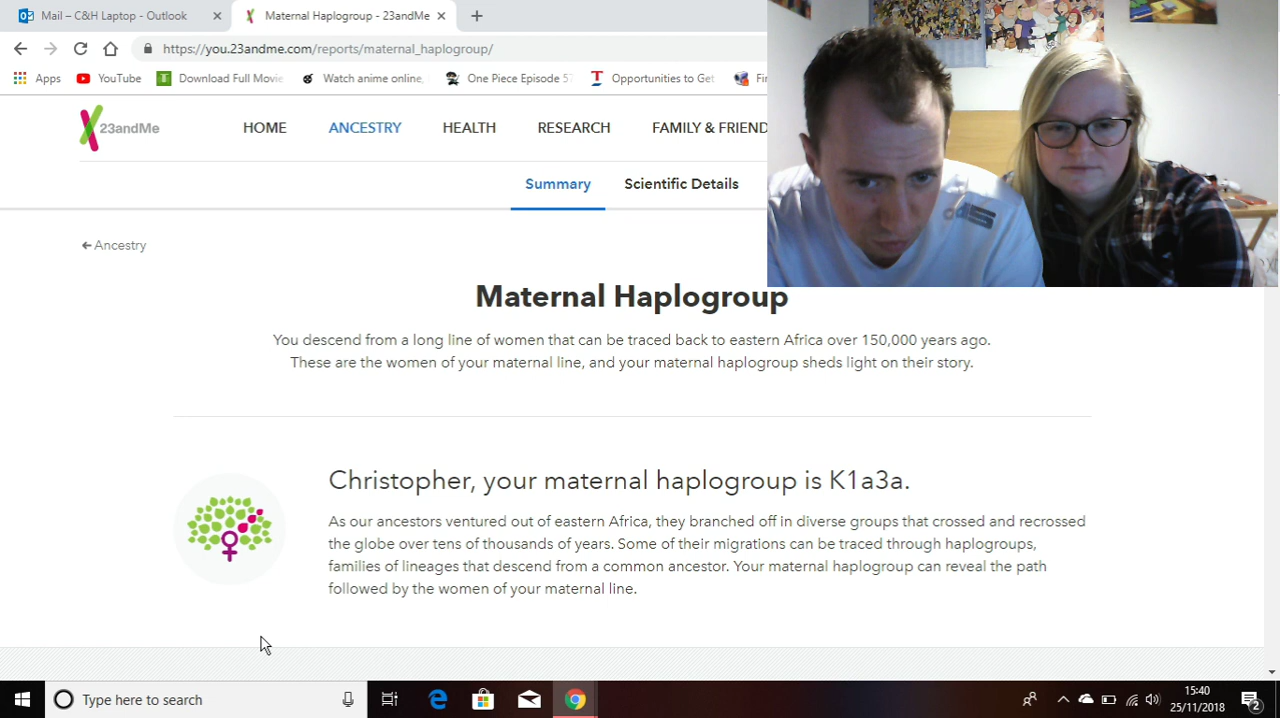 Mail – C&H Laptop - Outlook
Maternal Haplogroup - 23andMe
https://you.23andme.com/reports/maternal_haplogroup/
Apps YouTube Download Full Movie Watch anime online, One Piece Episode 57 Opportunities to Get Fir
23andMe
HOME ANCESTRY HEALTH RESEARCH FAMILY & FRIEND
Summary Scientific Details
Ancestry
Maternal Haplogroup
You descend from a long line of women that can be traced back to eastern Africa over 150,000 years ago.
These are the women of your maternal line, and your maternal haplogroup sheds light on their story.
Christopher, your maternal haplogroup is K1a3a.
As our ancestors ventured out of eastern Africa, they branched off in diverse groups that crossed and recrossed
the globe over tens of thousands of years. Some of their migrations can be traced through haplogroups,
families of lineages that descend from a common ancestor. Your maternal haplogroup can reveal the path
followed by the women of your maternal line.
Type here to search
15:40
25/11/2018
2